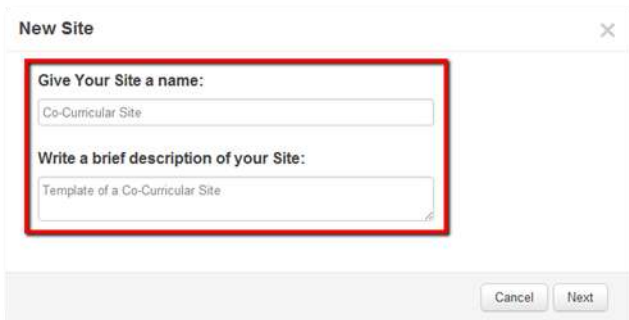 New Site
Give Your Site a name:
Co-Curricular Site
Write a brief description of your Site:
Template of a Co-Curricular Site
Cancel Next